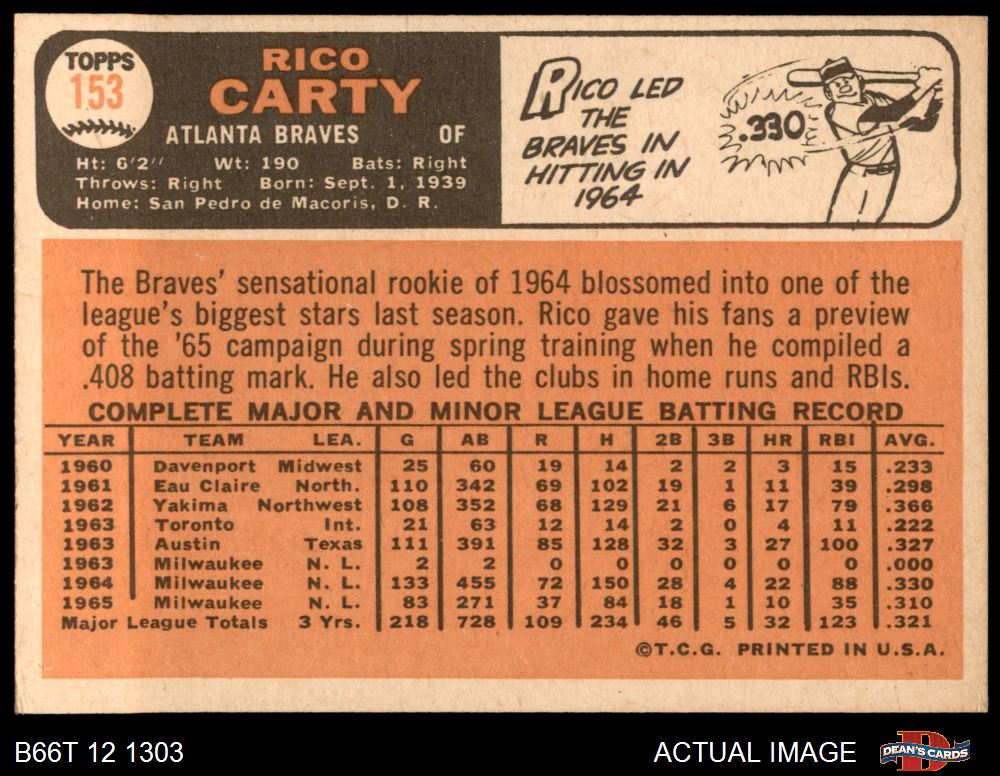 TOPPS
153
RICO
CARTY
ATLANTA BRAVES OF
Ht: 6'2" Wt: 190 Bats: Right
Throws: Right Born: Sept. 1, 1939
Home: San Pedro de Macoris, D. R.
RICO LED
THE
BRAVES IN
HITTING IN
1964
.330
The Braves' sensational rookie of 1964 blossomed into one of the
league's biggest stars last season. Rico gave his fans a preview
of the '65 campaign during spring training when he compiled a
.408 batting mark. He also led the clubs in home runs and RBIs.
COMPLETE MAJOR AND MINOR LEAGUE BATTING RECORD
YEAR TEAM LEA. G AB R H 2B 3B HR RBI AVG.
1960 Davenport Midwest 25 60 19 14 2 2 3 15 .233
1961 Eau Claire North. 110 342 69 102 19 1 11 39 .298
1962 Yakima Northwest 108 352 68 129 21 6 17 79 .366
1963 Toronto Int. 21 63 12 14 2 0 4 11 .222
1963 Austin Texas 111 391 85 128 32 3 27 100 .327
1963 Milwaukee N. L. 2 2 0 0 0 0 0 0 .000
1964 Milwaukee N. L. 133 455 72 150 28 4 22 88 .330
1965 Milwaukee N. L. 83 271 37 84 18 1 10 35 .310
Major League Totals 3 Yrs. 218 728 109 234 46 5 32 123 .321
©T.C.G. PRINTED IN U.S.A.
B66T 12 1303
ACTUAL IMAGE
DEAN'S CARDS